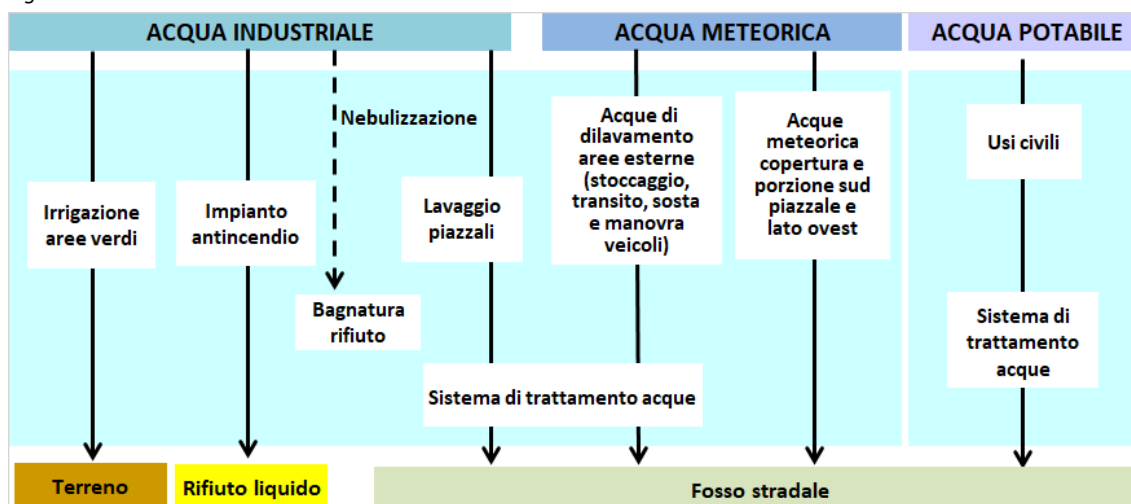 ACQUA INDUSTRIALE
ACQUA METEORICA
ACQUA POTABILE
Nebulizzazione
Irrigazione
aree verdi
Impianto
antincendio
Bagnatura
rifiuto
Lavaggio
piazzali
Acque di
dilavamento
aree esterne
(stoccaggio,
transito, sosta
e manovra
veicoli)
Acque
meteorica
copertura e
porzione sud
piazzale e
lato ovest
Usi civili
Sistema di trattamento acque
Sistema di
trattamento
acque
Terreno
Rifiuto liquido
Fosso stradale